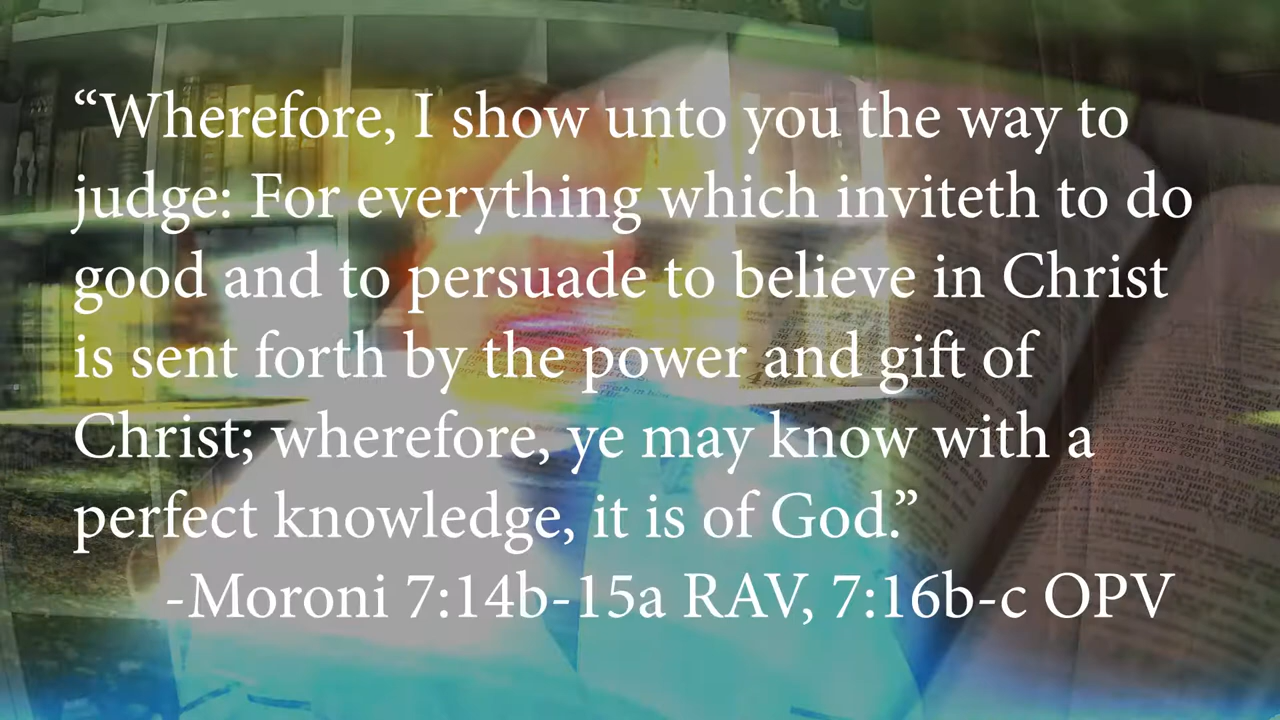 “Wherefore, I show unto you the way to
judge: For everything which inviteth to do
good and to persuade to believe in Christ
is sent forth by the power and gift of
Christ; wherefore, ye may know with a
perfect knowledge, it is of God.”
-Moroni 7:14b-15a RAV, 7:16b-c OPV